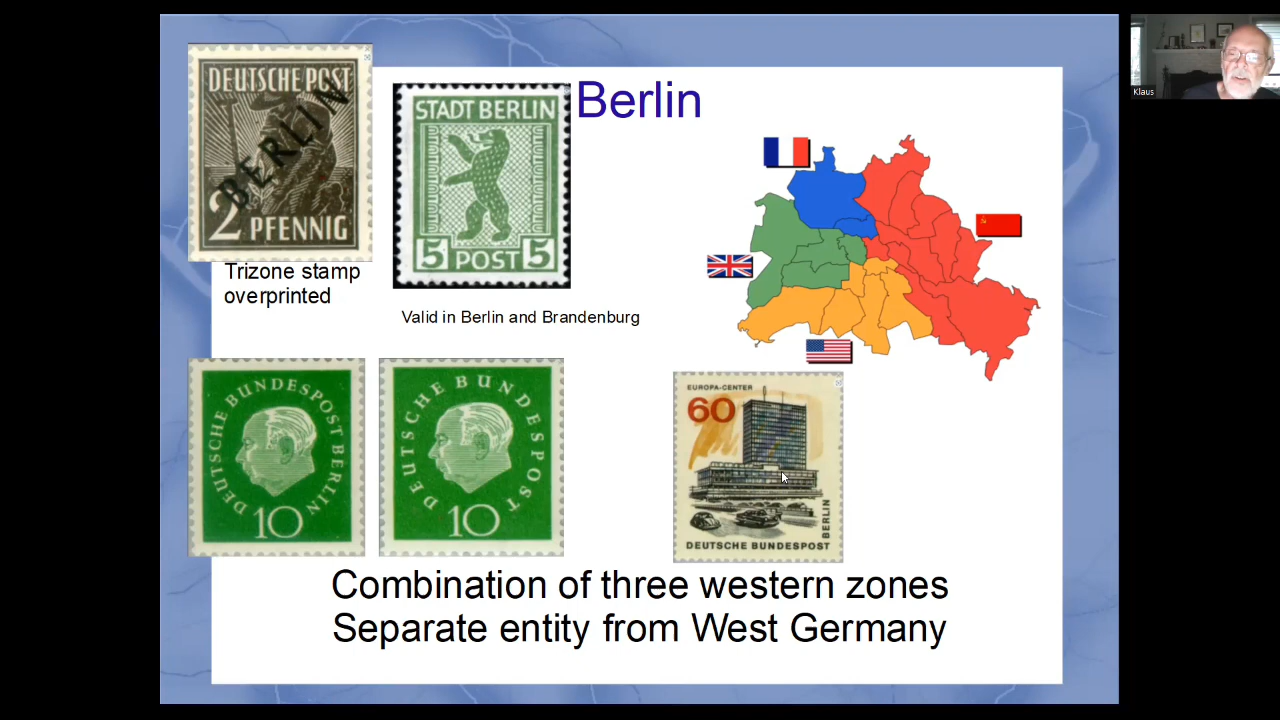 DEUTSCHE POST
BERLIN
2 PFENNIG
Trizone stamp
overprinted
STADT BERLIN
5 POST 5
Valid in Berlin and Brandenburg
Berlin
DEUTSCHE BUNDESPOST BERLIN
10
DEUTSCHE BUNDESPOST
10
EUROPA-CENTER
60
BERLIN
DEUTSCHE BUNDESPOST
Combination of three western zones
Separate entity from West Germany
Klaus